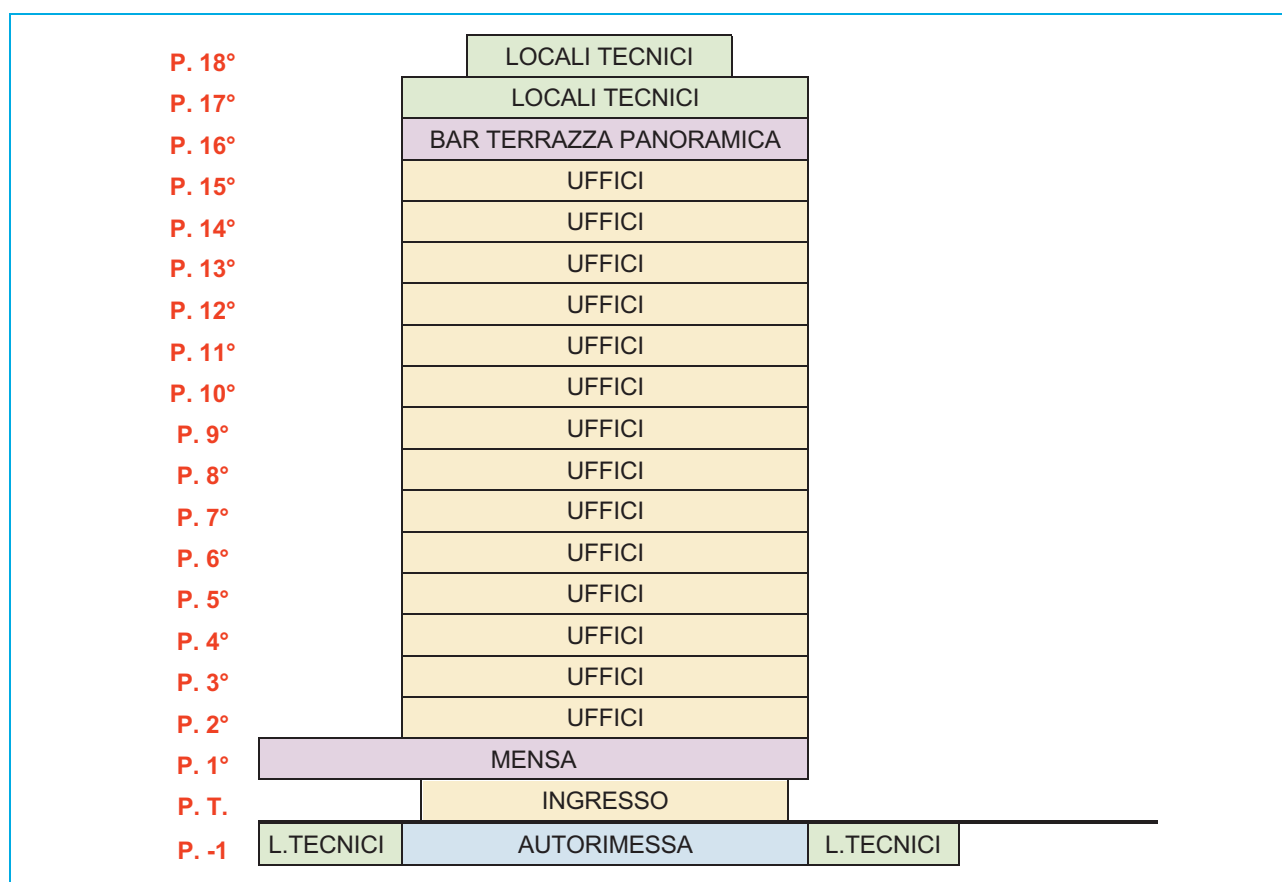 P. 18° LOCALI TECNICI
P. 17° LOCALI TECNICI
P. 16° BAR TERRAZZA PANORAMICA
P. 15° UFFICI
P. 14° UFFICI
P. 13° UFFICI
P. 12° UFFICI
P. 11° UFFICI
P. 10° UFFICI
P. 9° UFFICI
P. 8° UFFICI
P. 7° UFFICI
P. 6° UFFICI
P. 5° UFFICI
P. 4° UFFICI
P. 3° UFFICI
P. 2° UFFICI
P. 1° MENSA
P. T. INGRESSO
P. -1 L.TECNICI AUTORIMESSA L.TECNICI